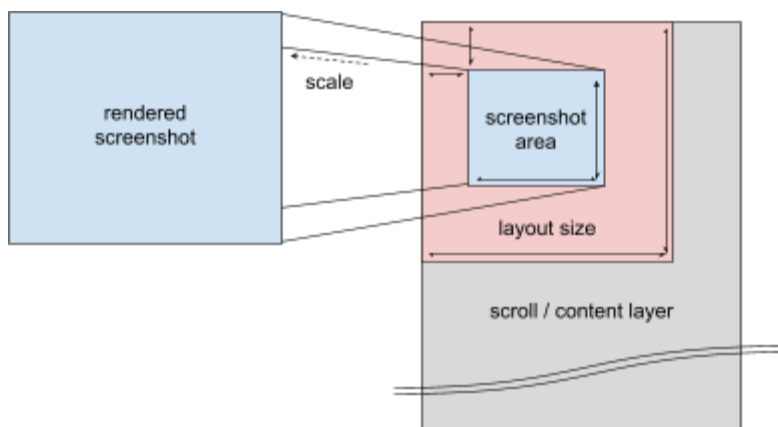 rendered
screenshot
scale
screenshot
area
layout size
scroll / content layer